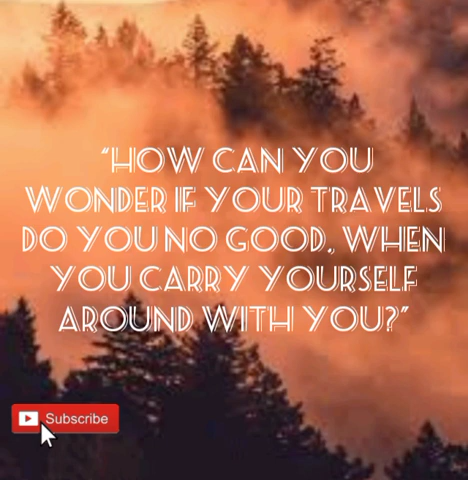 “HOW CAN YOU
WONDER IF YOUR TRAVELS
DO YOU NO GOOD, WHEN
YOU CARRY YOURSELF
AROUND WITH YOU?”
Subscribe